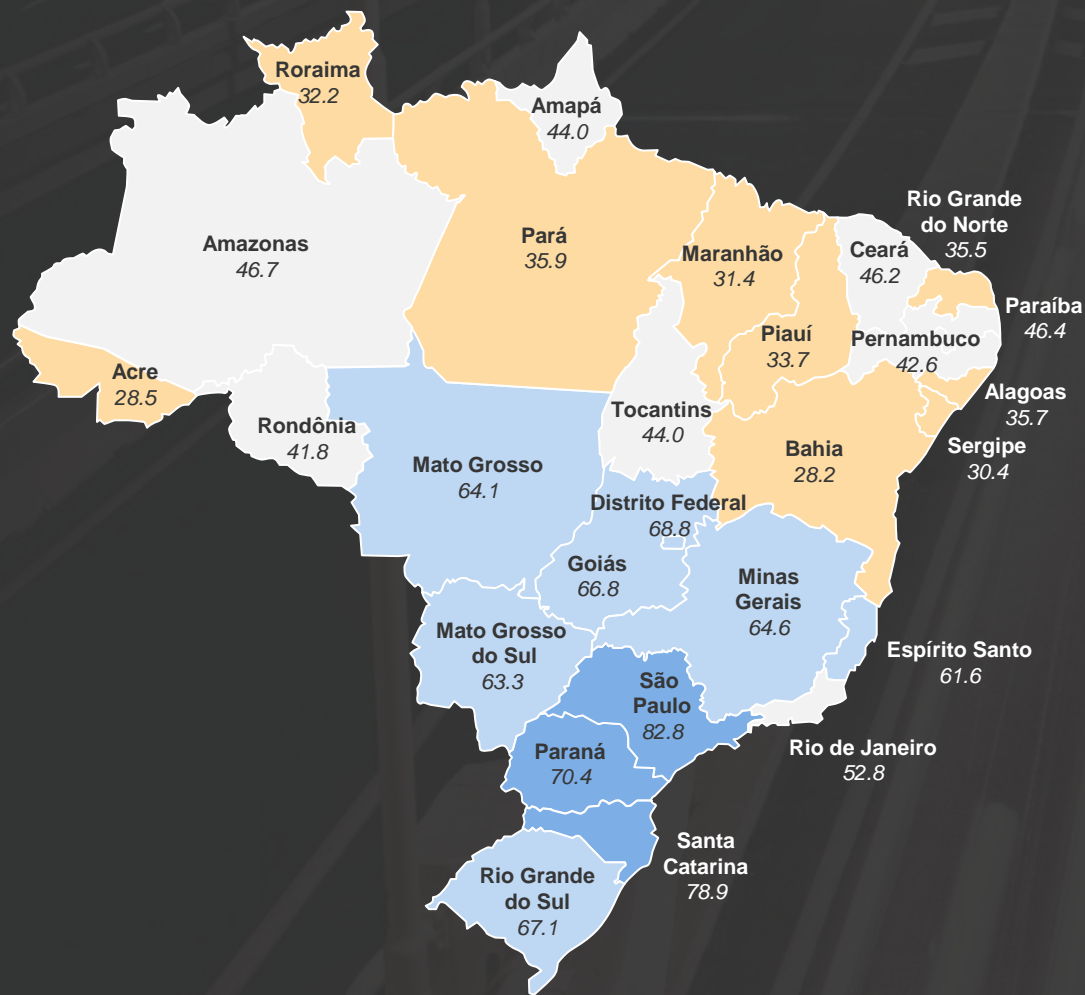 Roraima
32.2
Amapá
44.0
Rio Grande
do Norte
35.5
Amazonas
46.7
Pará
35.9
Maranhão
31.4
Ceará
46.2
Paraíba
46.4
Piauí
33.7
Pernambuco
42.6
Acre
28.5
Alagoas
35.7
Rondônia
41.8
Tocantins
44.0
Sergipe
30.4
Bahia
28.2
Mato Grosso
64.1
Distrito Federal
68.8
Goiás
66.8
Minas
Gerais
64.6
Mato Grosso
do Sul
63.3
Espírito Santo
61.6
São
Paulo
82.8
Rio de Janeiro
52.8
Paraná
70.4
Santa
Catarina
78.9
Rio Grande
do Sul
67.1